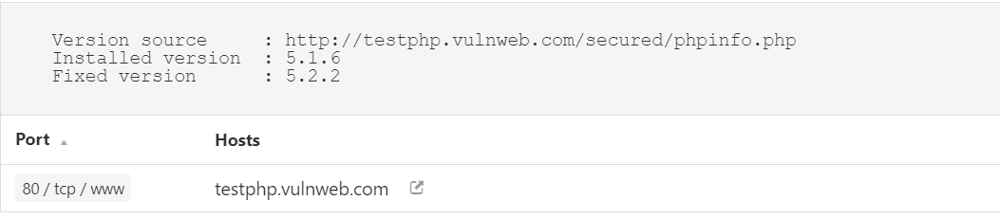 Version source     : http://testphp.vulnweb.com/secured/phpinfo.php
Installed version  : 5.1.6
Fixed version      : 5.2.2
Port Hosts
80 / tcp / www testphp.vulnweb.com